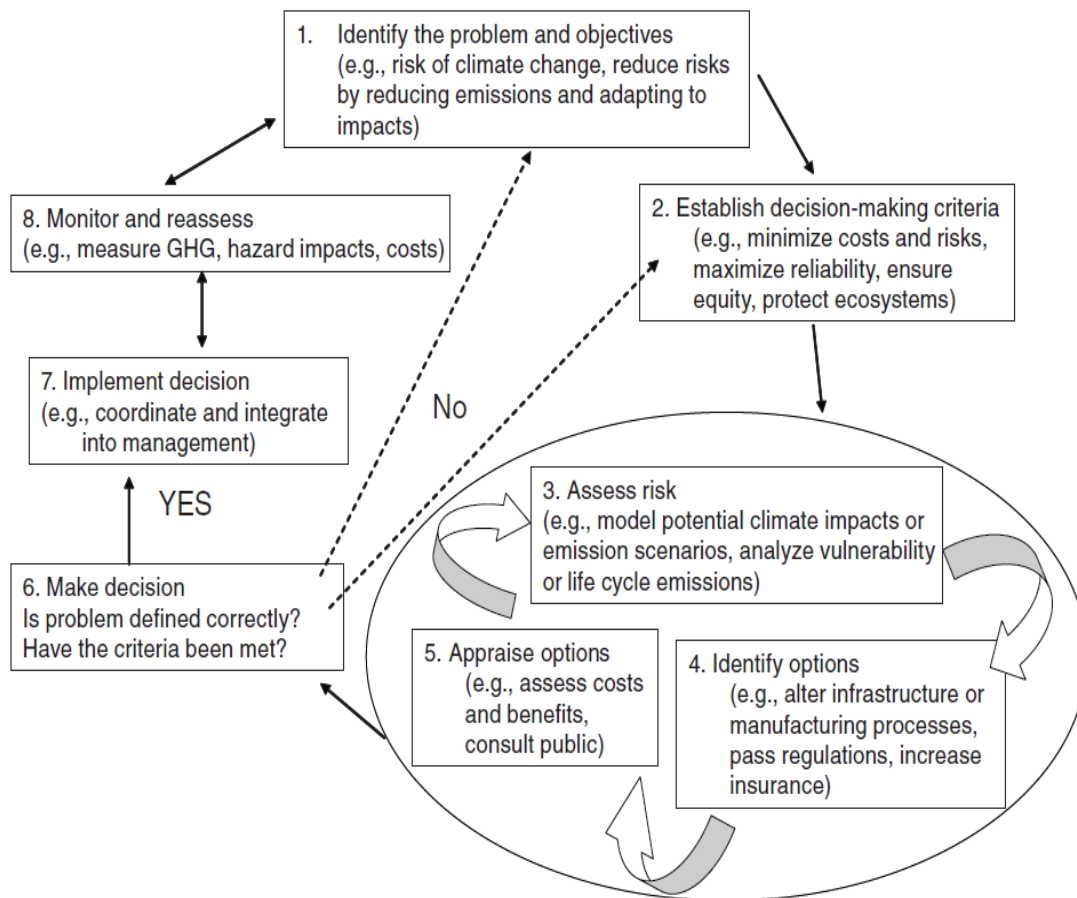 1. Identify the problem and objectives
(e.g., risk of climate change, reduce risks
by reducing emissions and adapting to
impacts)
8. Monitor and reassess
(e.g., measure GHG, hazard impacts, costs)
2. Establish decision-making criteria
(e.g., minimize costs and risks,
maximize reliability, ensure
equity, protect ecosystems)
7. Implement decision
(e.g., coordinate and integrate
into management)
No
YES
3. Assess risk
(e.g., model potential climate impacts or
emission scenarios, analyze vulnerability
or life cycle emissions)
6. Make decision
Is problem defined correctly?
Have the criteria been met?
5. Appraise options
(e.g., assess costs
and benefits,
consult public)
4. Identify options
(e.g., alter infrastructure or
manufacturing processes,
pass regulations, increase
insurance)